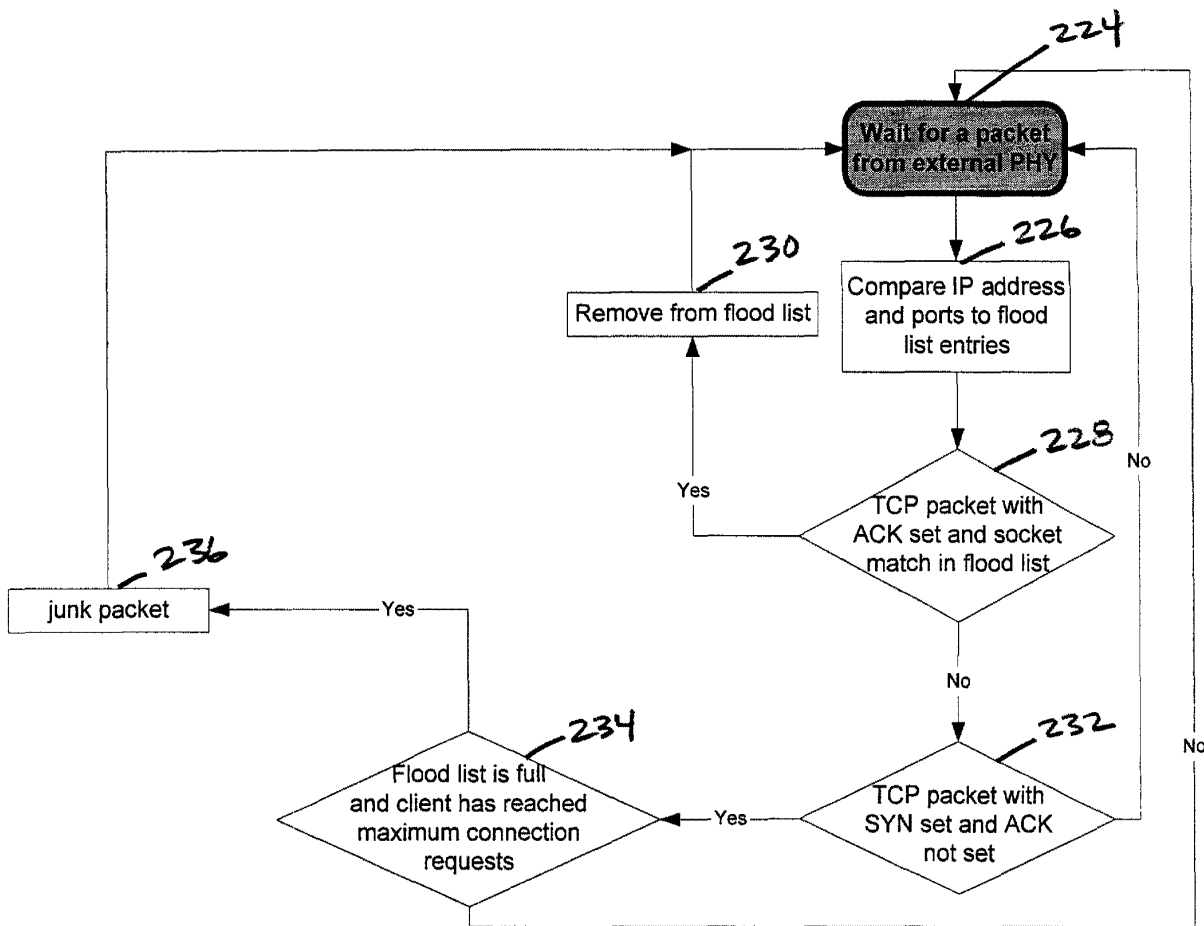 224
Wait for a packet
from external PHY
226
Compare IP address
and ports to flood
list entries
230
Remove from flood list
228
TCP packet with
ACK set and socket
match in flood list
Yes
No
236
junk packet
Yes
No
234
Flood list is full
and client has reached
maximum connection
requests
Yes
232
TCP packet with
SYN set and ACK
not set
No